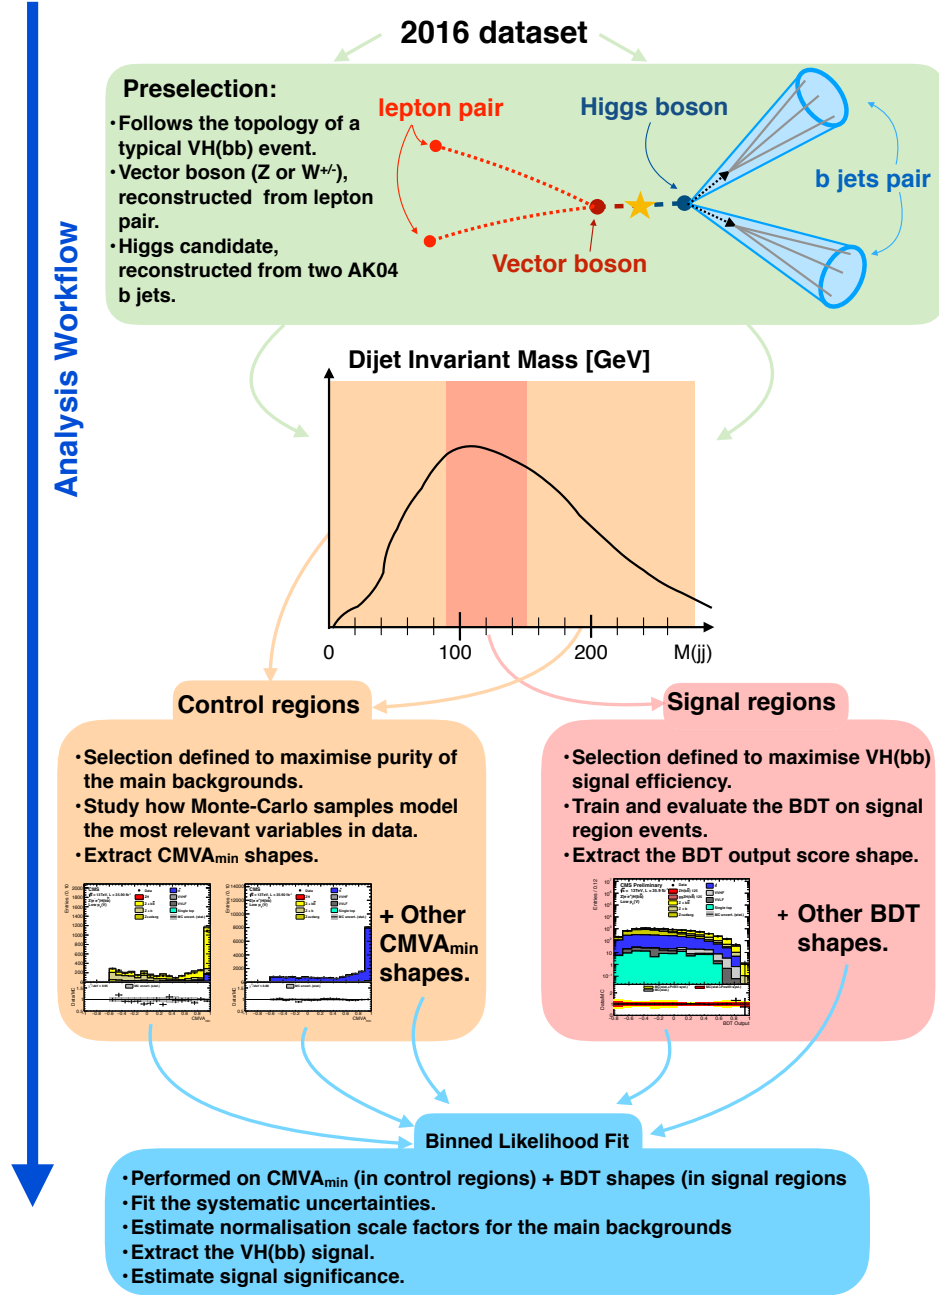 2016 dataset
Preselection:
·Follows the topology of a
typical VH(bb) event.
·Vector boson (Z or W+/-),
reconstructed from lepton
pair.
·Higgs candidate,
reconstructed from two AK04
b jets.
lepton pair
Higgs boson
b jets pair
Vector boson
Analysis Workflow
Dijet Invariant Mass [GeV]
0
100
200
M(jj)
Control regions
·Selection defined to maximise purity of
the main backgrounds.
·Study how Monte-Carlo samples model
the most relevant variables in data.
·Extract CMVAmin shapes.
+ Other
CMVAmin
shapes.
Signal regions
·Selection defined to maximise VH(bb)
signal efficiency.
·Train and evaluate the BDT on signal
region events.
·Extract the BDT output score shape.
CMS Preliminary
BDT Output
+ Other BDT
shapes.
Binned Likelihood Fit
·Performed on CMVAmin (in control regions) + BDT shapes (in signal regions
·Fit the systematic uncertainties.
·Estimate normalisation scale factors for the main backgrounds
·Extract the VH(bb) signal.
·Estimate signal significance.